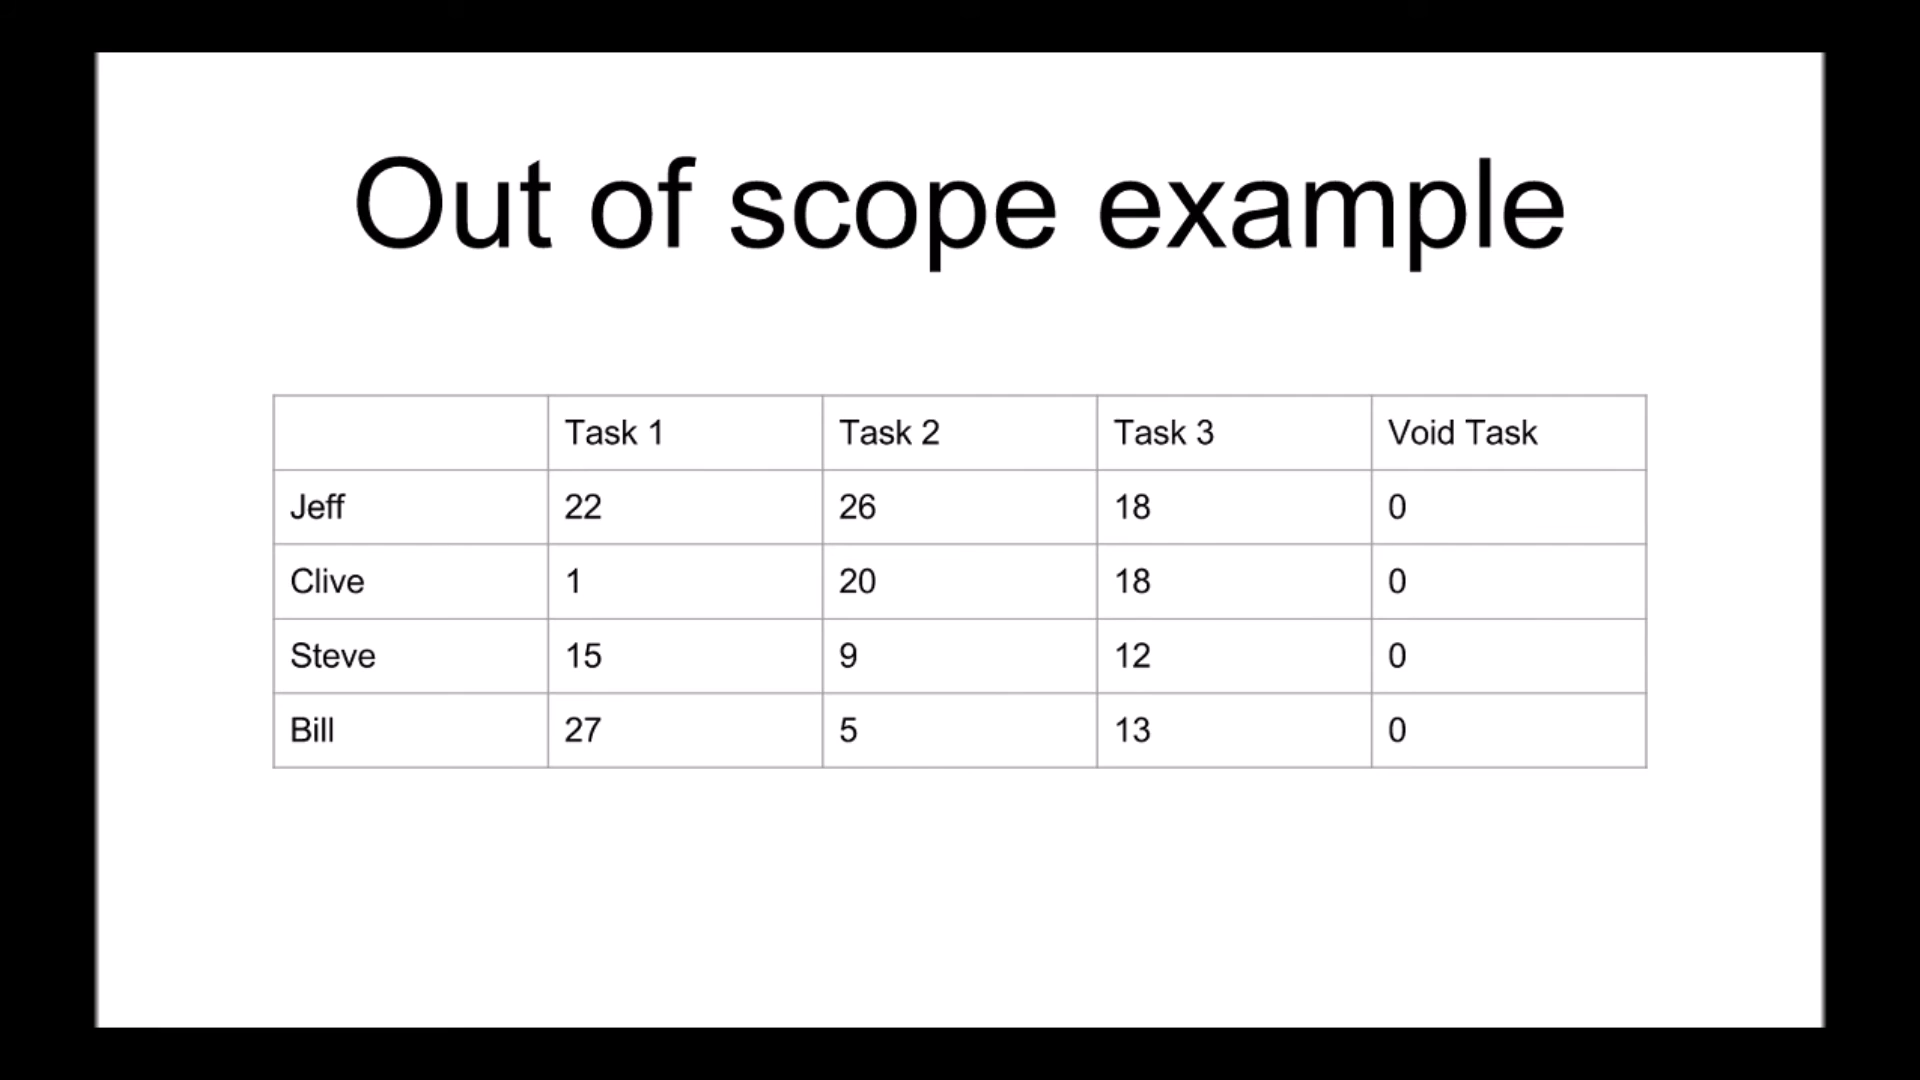 Out of scope example
Task 1 Task 2 Task 3 Void Task
Jeff 22 26 18 0
Clive 1 20 18 0
Steve 15 9 12 0
Bill 27 5 13 0